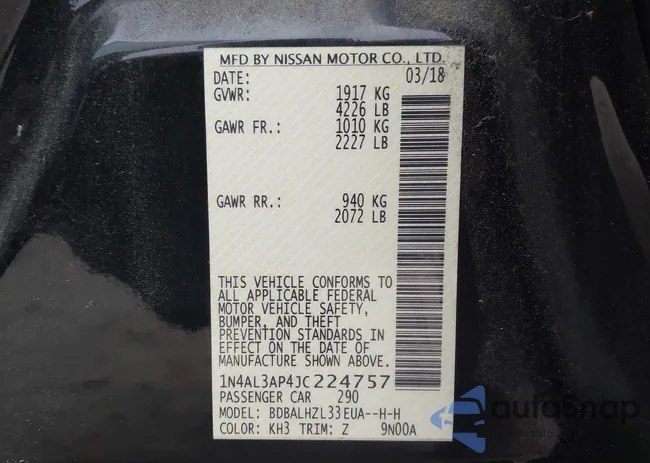 MFD BY NISSAN MOTOR CO., LTD.
DATE: 03/18
GVWR: 1917 KG
4226 LB
GAWR FR.: 1010 KG
2227 LB
GAWR RR.: 940 KG
2072 LB
THIS VEHICLE CONFORMS TO
ALL APPLICABLE FEDERAL
MOTOR VEHICLE SAFETY,
BUMPER, AND THEFT
PREVENTION STANDARDS IN
EFFECT ON THE DATE OF
MANUFACTURE SHOWN ABOVE.
1N4AL3AP4JC224757
PASSENGER CAR 290
MODEL: BDBALHZL33EUA--H-H
COLOR: KH3 TRIM: Z 9N00A
autosnap